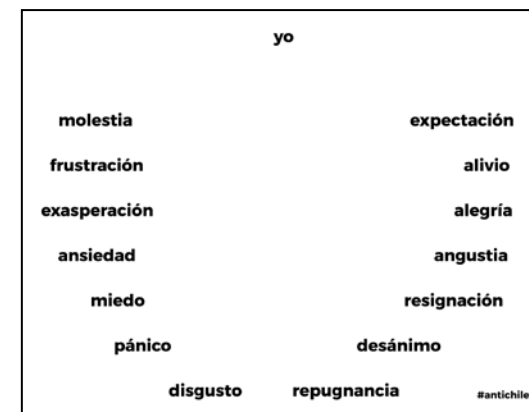 yo
molestia expectación
frustración alivio
exasperación alegría
ansiedad angustia
miedo resignación
pánico desánimo
disgusto repugnancia #antichile